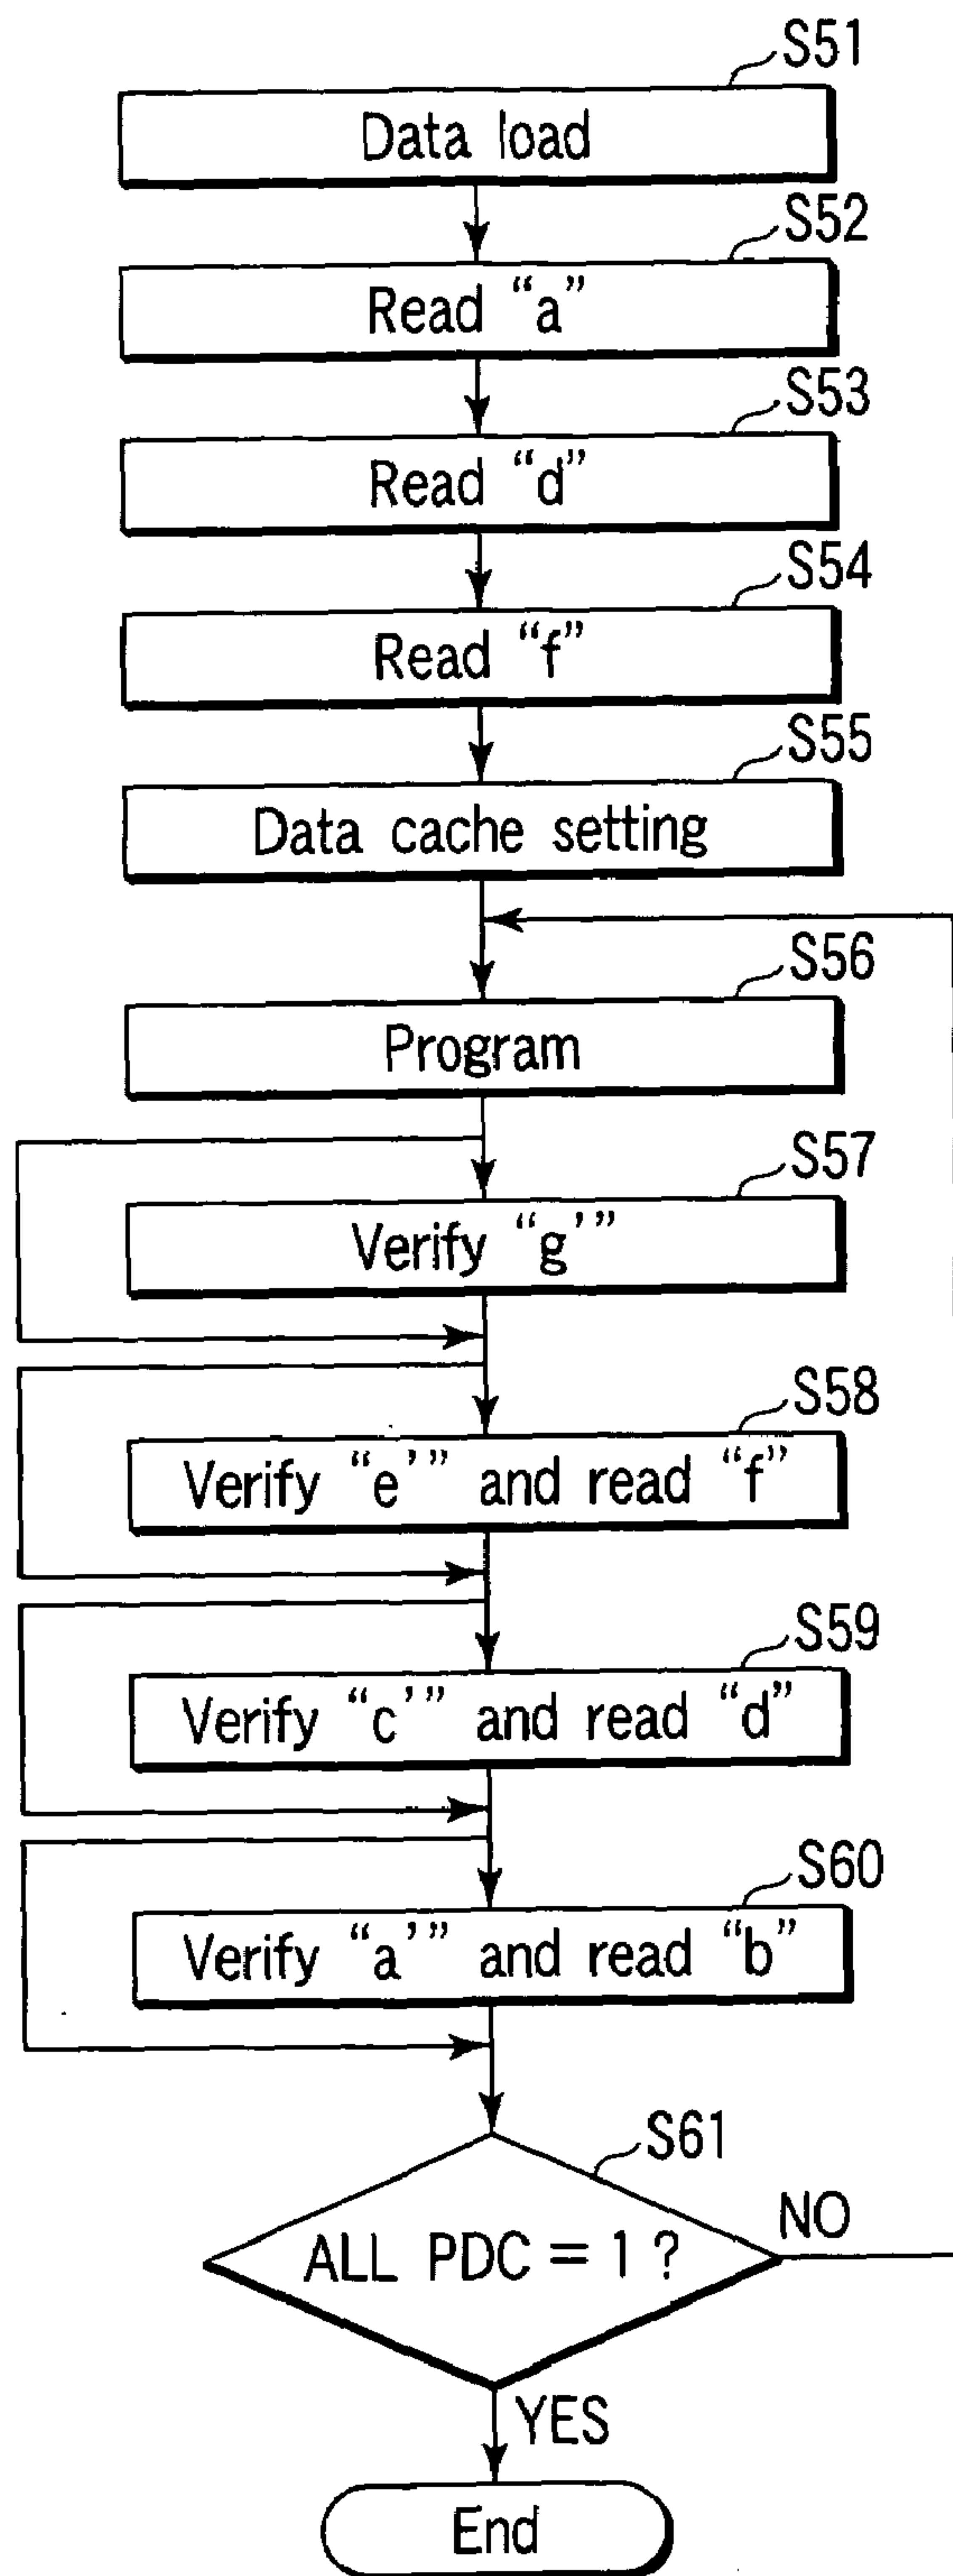 S51
Data load
S52
Read “a”
S53
Read “d”
S54
Read “f”
S55
Data cache setting
S56
Program
S57
Verify “g’”
S58
Verify “e’” and read “f”
S59
Verify “c’” and read “d”
S60
Verify “a’” and read “b”
S61
ALL PDC = 1 ?
NO
YES
End